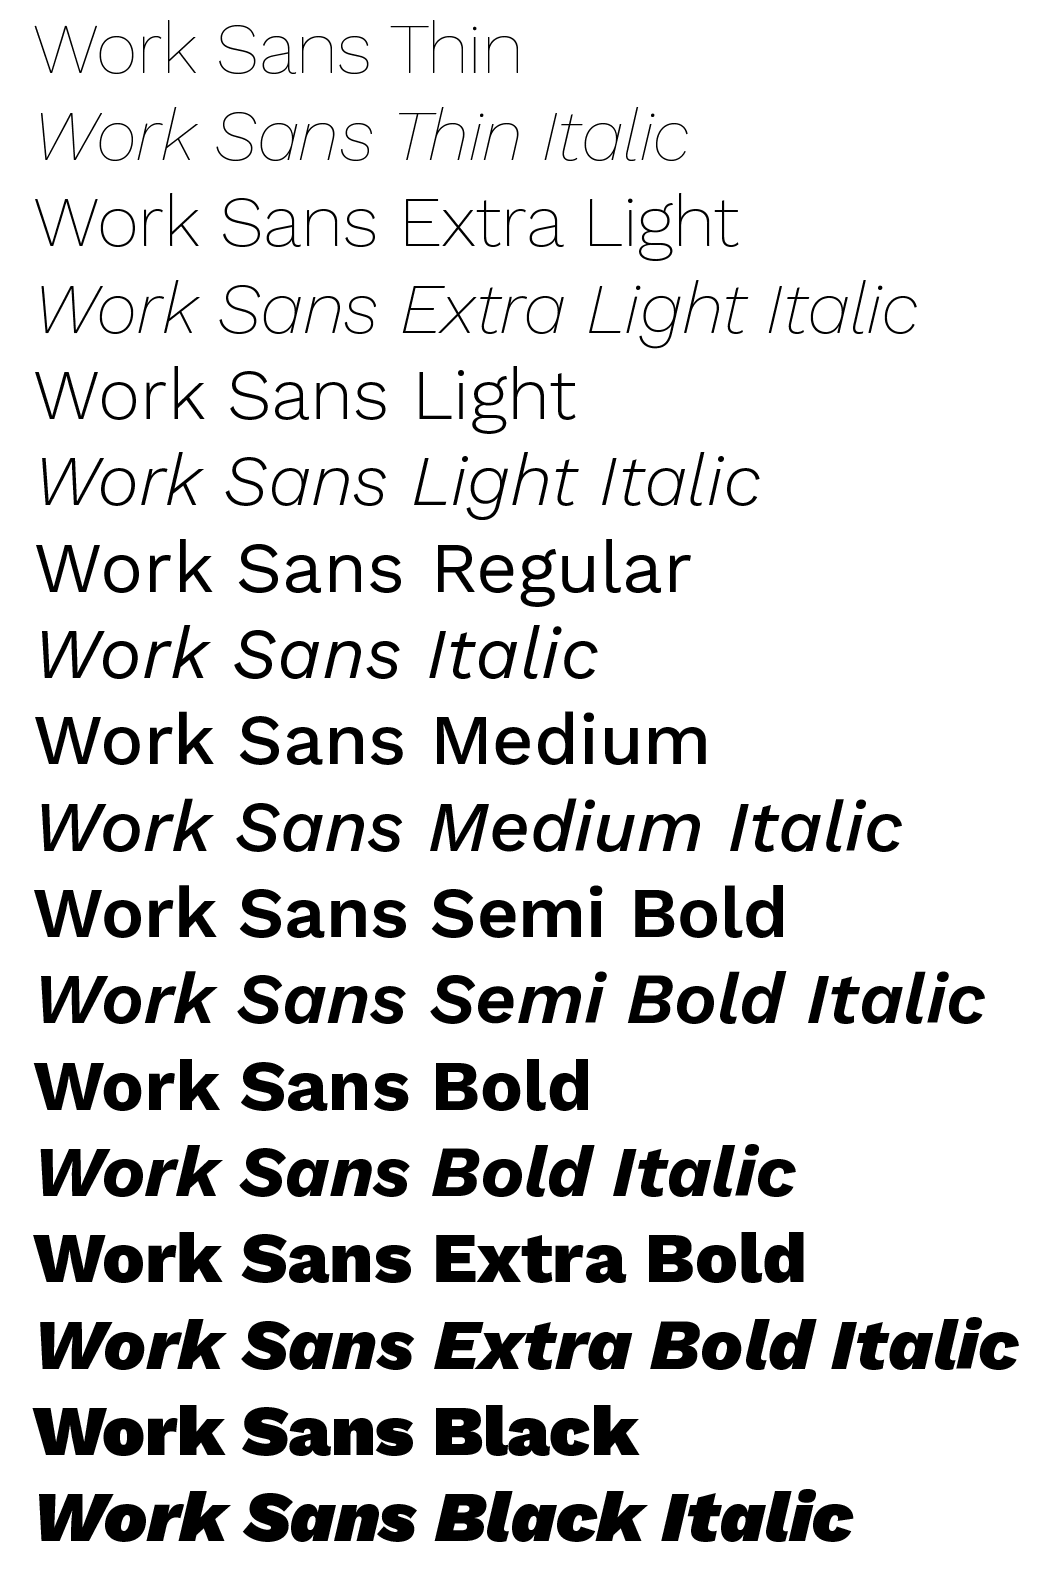 Work Sans Thin
Work Sans Thin Italic
Work Sans Extra Light
Work Sans Extra Light Italic
Work Sans Light
Work Sans Light Italic
Work Sans Regular
Work Sans Italic
Work Sans Medium
Work Sans Medium Italic
Work Sans Semi Bold
Work Sans Semi Bold Italic
Work Sans Bold
Work Sans Bold Italic
Work Sans Extra Bold
Work Sans Extra Bold Italic
Work Sans Black
Work Sans Black Italic